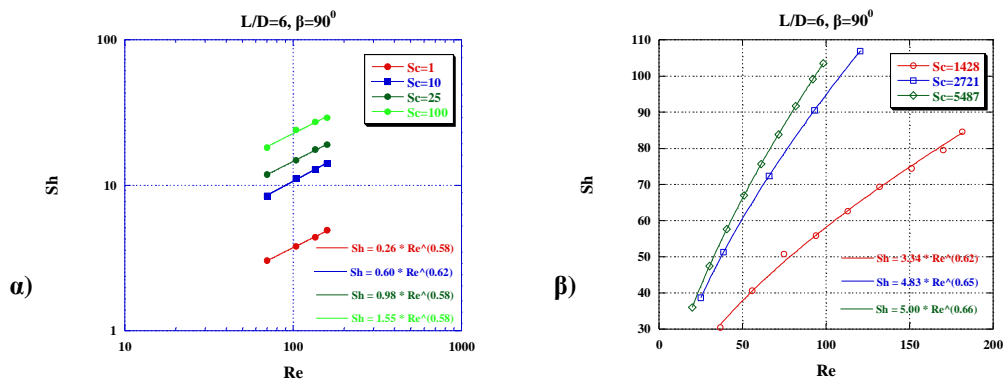 L/D=6, β=90⁰
100
10
1
Sh
10
100
1000
Re
Sc=1
Sc=10
Sc=25
Sc=100
Sh = 0.26 * Re^(0.58)
Sh = 0.60 * Re^(0.62)
Sh = 0.98 * Re^(0.58)
Sh = 1.55 * Re^(0.58)
α)
L/D=6, β=90⁰
110
100
90
80
70
60
50
40
30
Sh
0
50
100
150
200
Re
Sc=1428
Sc=2721
Sc=5487
Sh = 3.34 * Re^(0.62)
Sh = 4.83 * Re^(0.65)
Sh = 5.00 * Re^(0.66)
β)